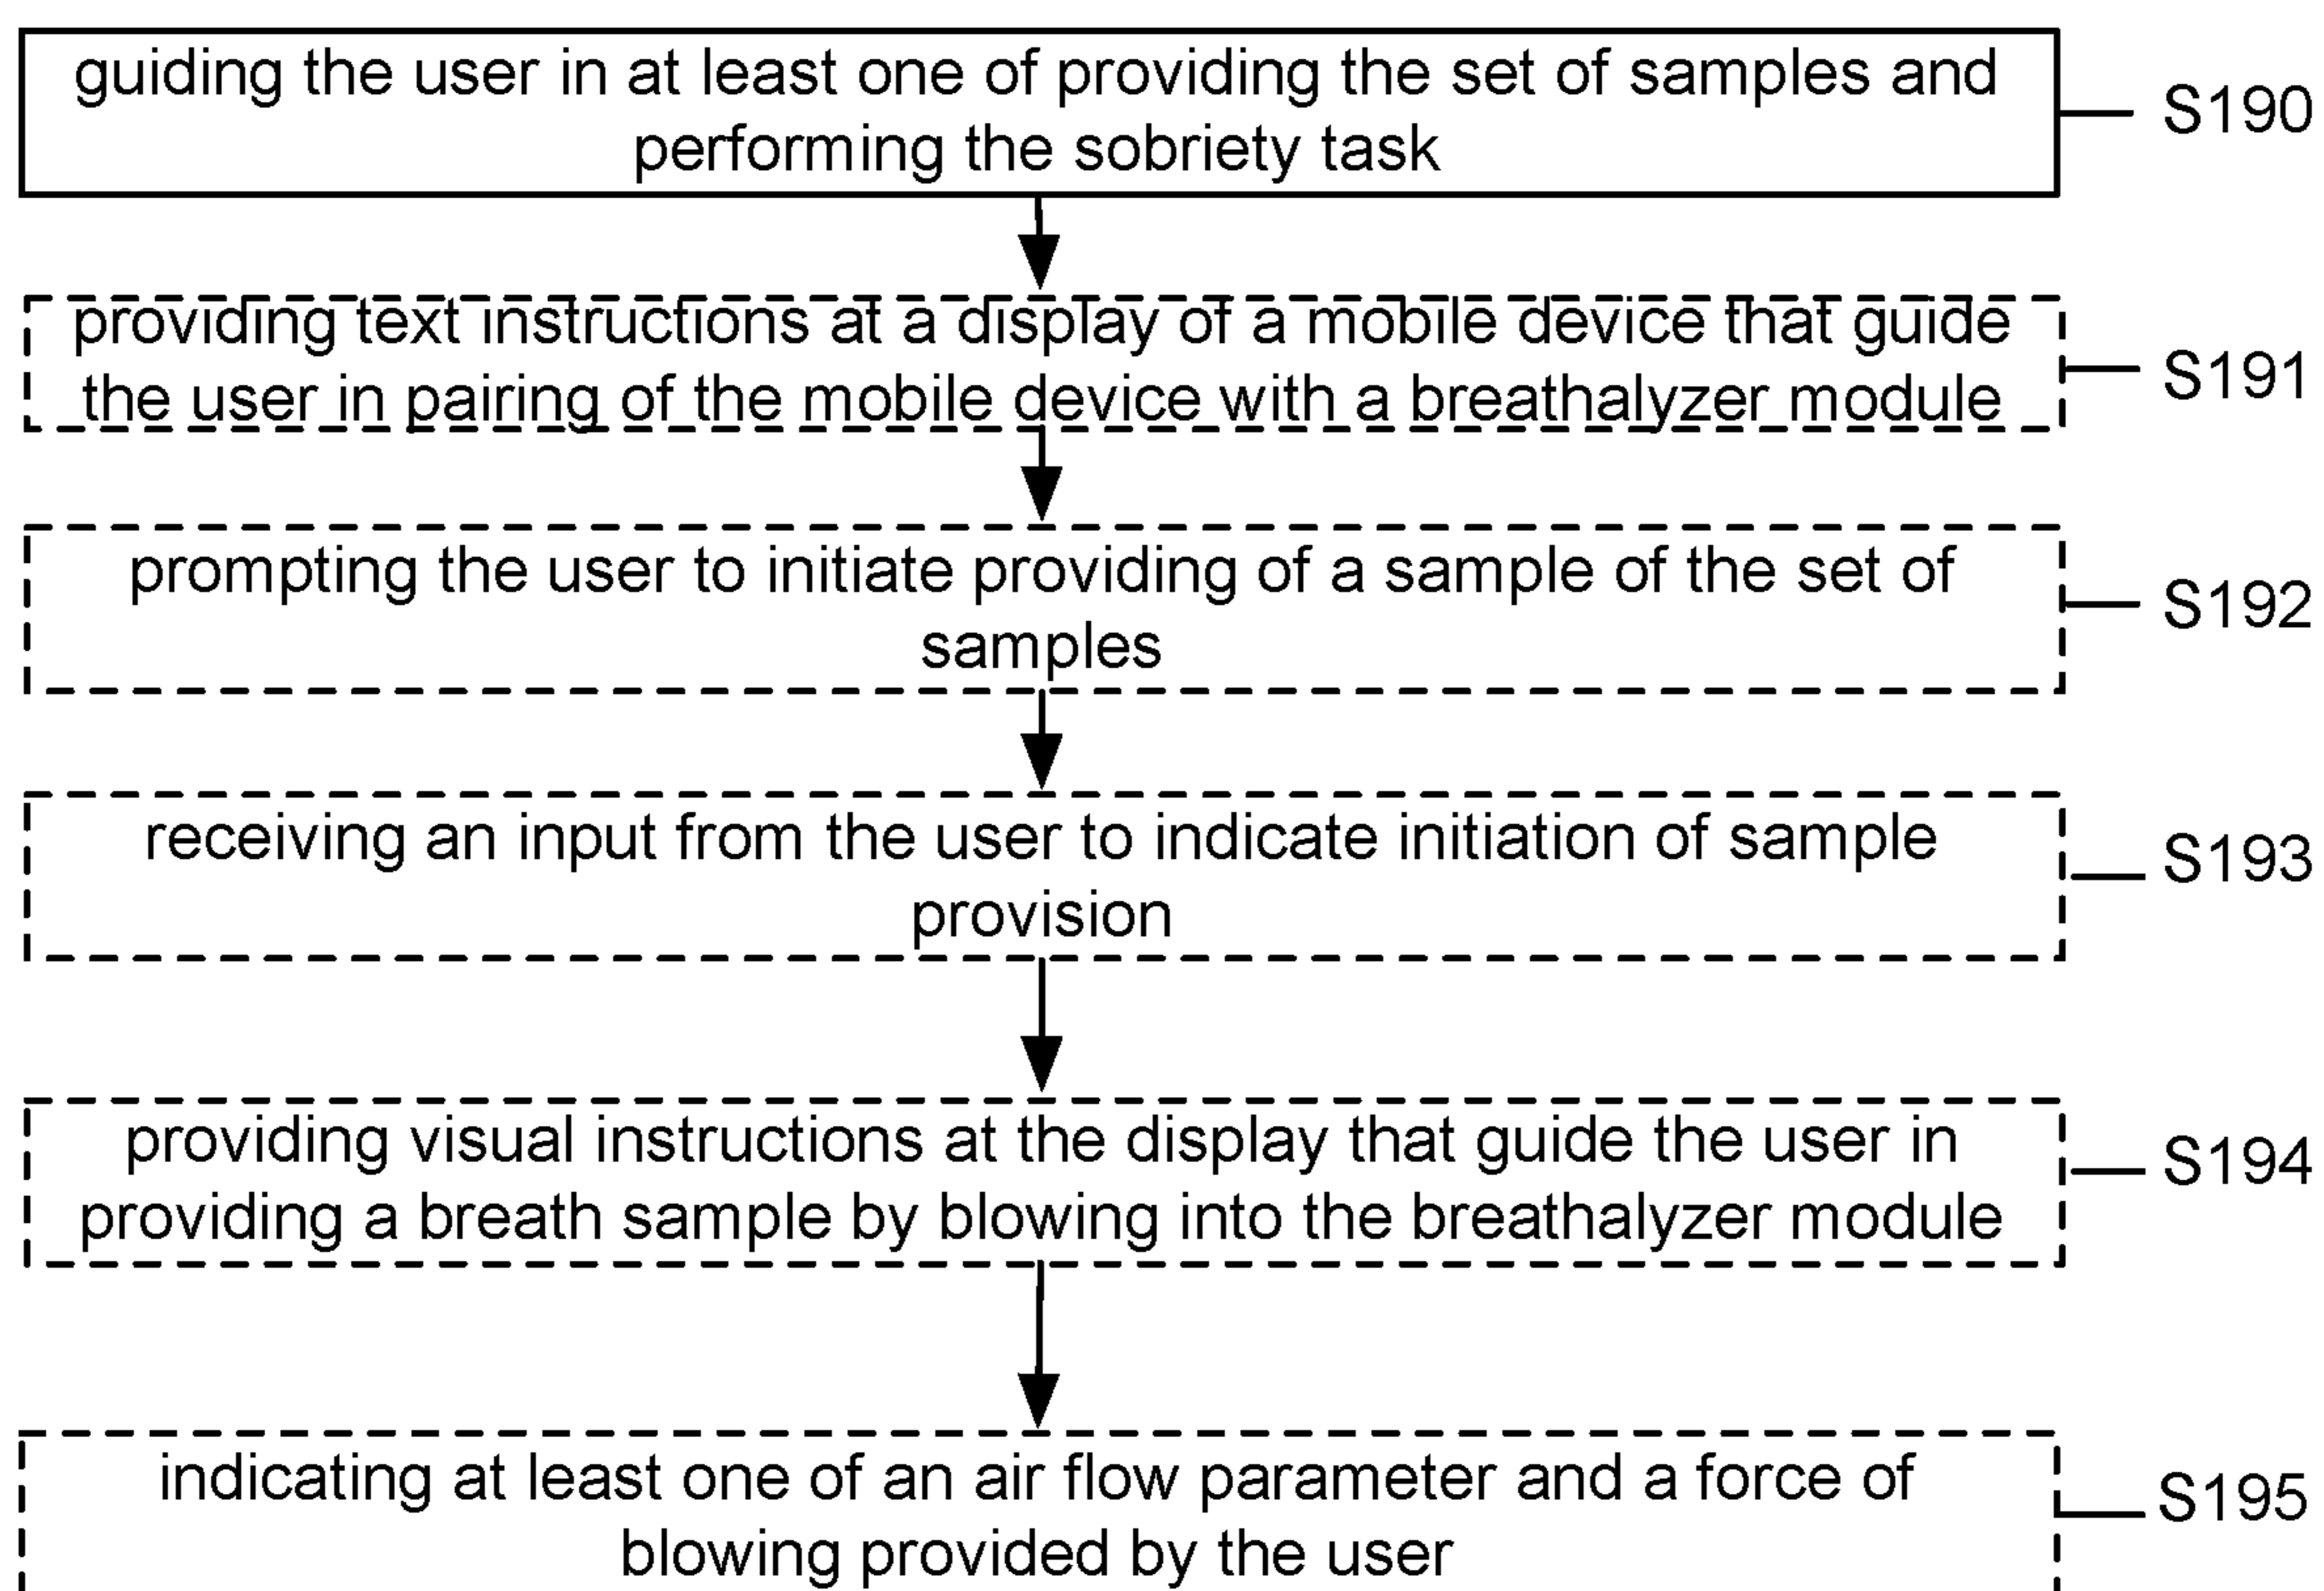 guiding the user in at least one of providing the set of samples and
performing the sobriety task
S190
providing text instructions at a display of a mobile device that guide
the user in pairing of the mobile device with a breathalyzer module
S191
prompting the user to initiate providing of a sample of the set of
samples
S192
receiving an input from the user to indicate initiation of sample
provision
S193
providing visual instructions at the display that guide the user in
providing a breath sample by blowing into the breathalyzer module
S194
indicating at least one of an air flow parameter and a force of
blowing provided by the user
S195